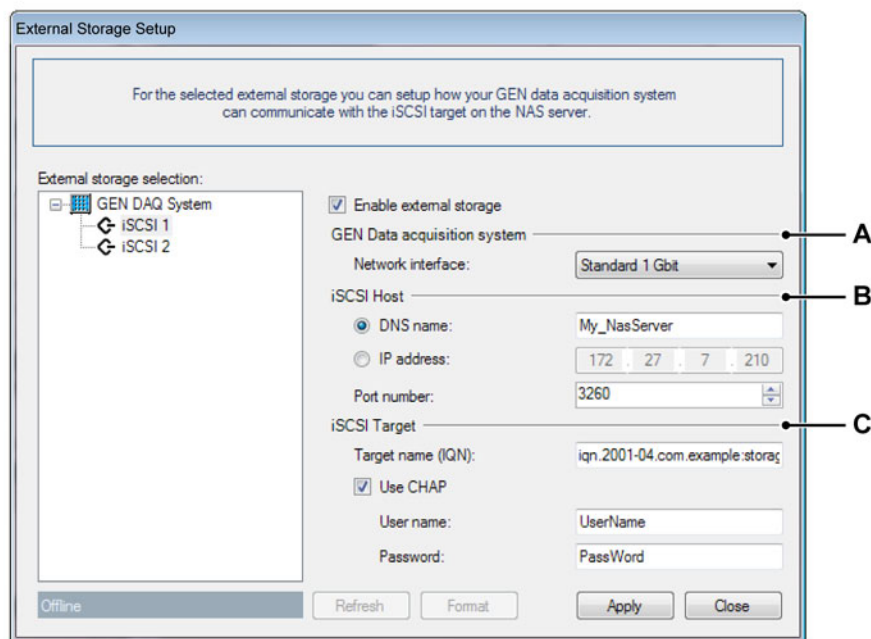 External Storage Setup
For the selected external storage you can setup how your GEN data acquisition system
can communicate with the iSCSI target on the NAS server.
External storage selection:
GEN DAQ System
iSCSI 1
iSCSI 2
Enable external storage
GEN Data acquisition system
A
Network interface: Standard 1 Gbit
iSCSI Host
B
DNS name: My_NasServer
IP address: 172 . 27 . 7 . 210
Port number: 3260
iSCSI Target
C
Target name (IQN): iqn.2001-04.com.example:storag
Use CHAP
User name: UserName
Password: PassWord
Offline
Refresh Format Apply Close